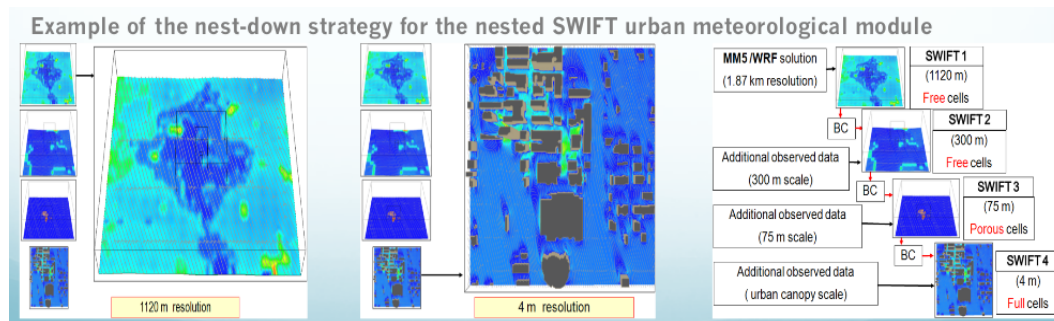 Example of the nest-down strategy for the nested SWIFT urban meteorological module
1120 m resolution
4 m resolution
MM5 /WRF solution
(1.87 km resolution)
SWIFT 1
(1120 m)
Free cells
BC
SWIFT 2
(300 m)
Free cells
Additional observed data
(300 m scale)
BC
SWIFT 3
(75 m)
Porous cells
Additional observed data
(75 m scale)
BC
SWIFT 4
(4 m)
Full cells
Additional observed data
( urban canopy scale)